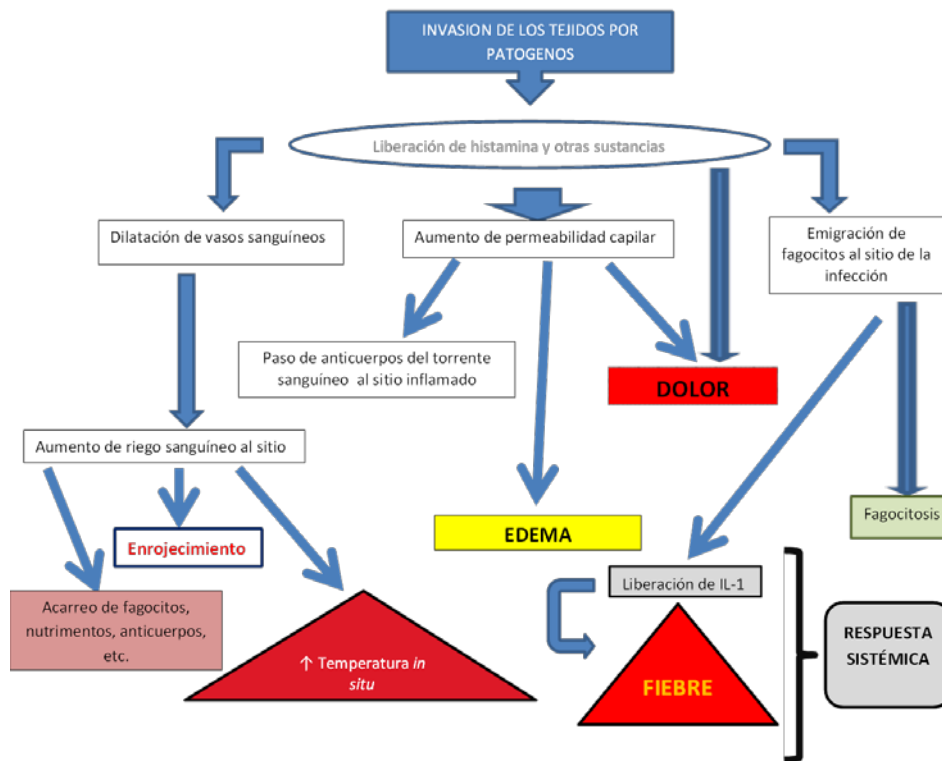 INVASION DE LOS TEJIDOS POR
PATOGENOS
Liberación de histamina y otras sustancias
Dilatación de vasos sanguíneos
Aumento de permeabilidad capilar
Emigración de
fagocitos al sitio de la
infección
Paso de anticuerpos del torrente
sanguíneo al sitio inflamado
DOLOR
Aumento de riego sanguíneo al sitio
Fagocitosis
Enrojecimiento
EDEMA
Liberación de IL-1
Acarreo de fagocitos,
nutrimentos, anticuerpos,
etc.
↑ Temperatura in
situ
FIEBRE
RESPUESTA
SISTÉMICA